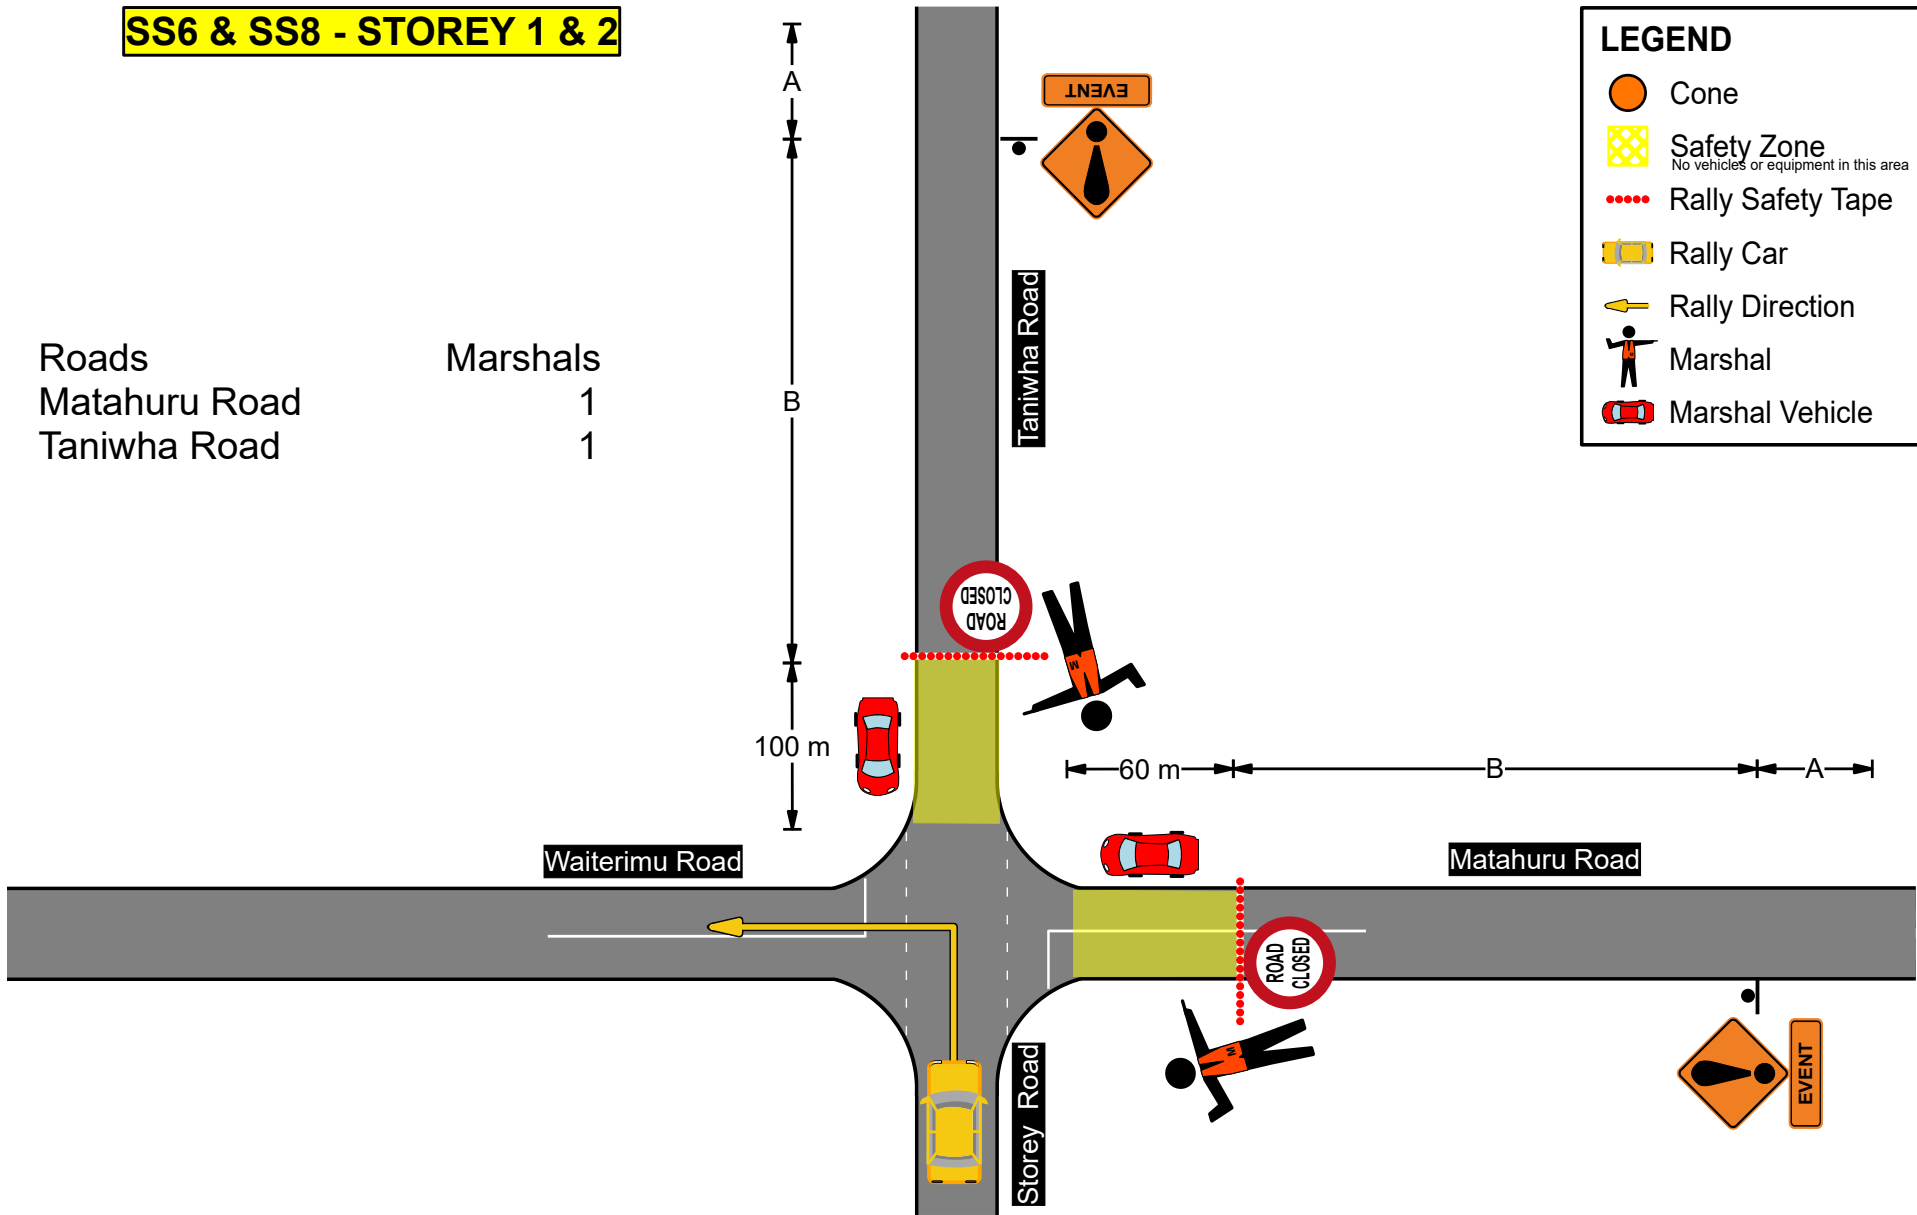 SS6 & SS8 - STOREY 1 & 2
A
EVENT
LEGEND
Cone
Safety Zone
No vehicles or equipment in this area
Rally Safety Tape
Rally Car
Rally Direction
Marshal
Marshal Vehicle
Roads Marshals
Matahuru Road 1
Taniwha Road 1
B
Taniwha Road
ROAD
CLOSED
M
100 m
60 m
B
A
Waiterimu Road
Matahuru Road
ROAD
CLOSED
M
EVENT
Storey Road